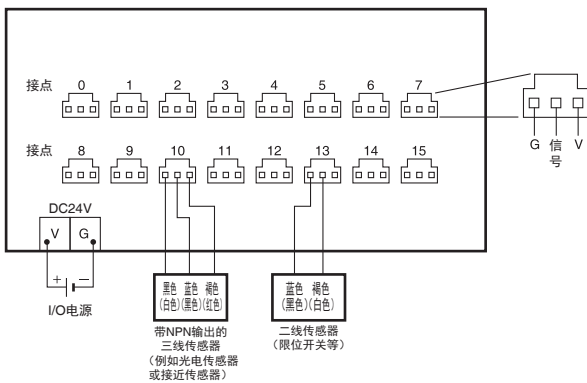 接点 0 1 2 3 4 5 6 7
G 信号 V
接点 8 9 10 11 12 13 14 15
DC24V
V G
+ −
I/O电源
黑色 蓝色 褐色
(白色)(黑色)(红色)
带NPN输出的
三线传感器
(例如光电传感器
或接近传感器)
蓝色 褐色
(黑色)(白色)
二线传感器
(限位开关等)